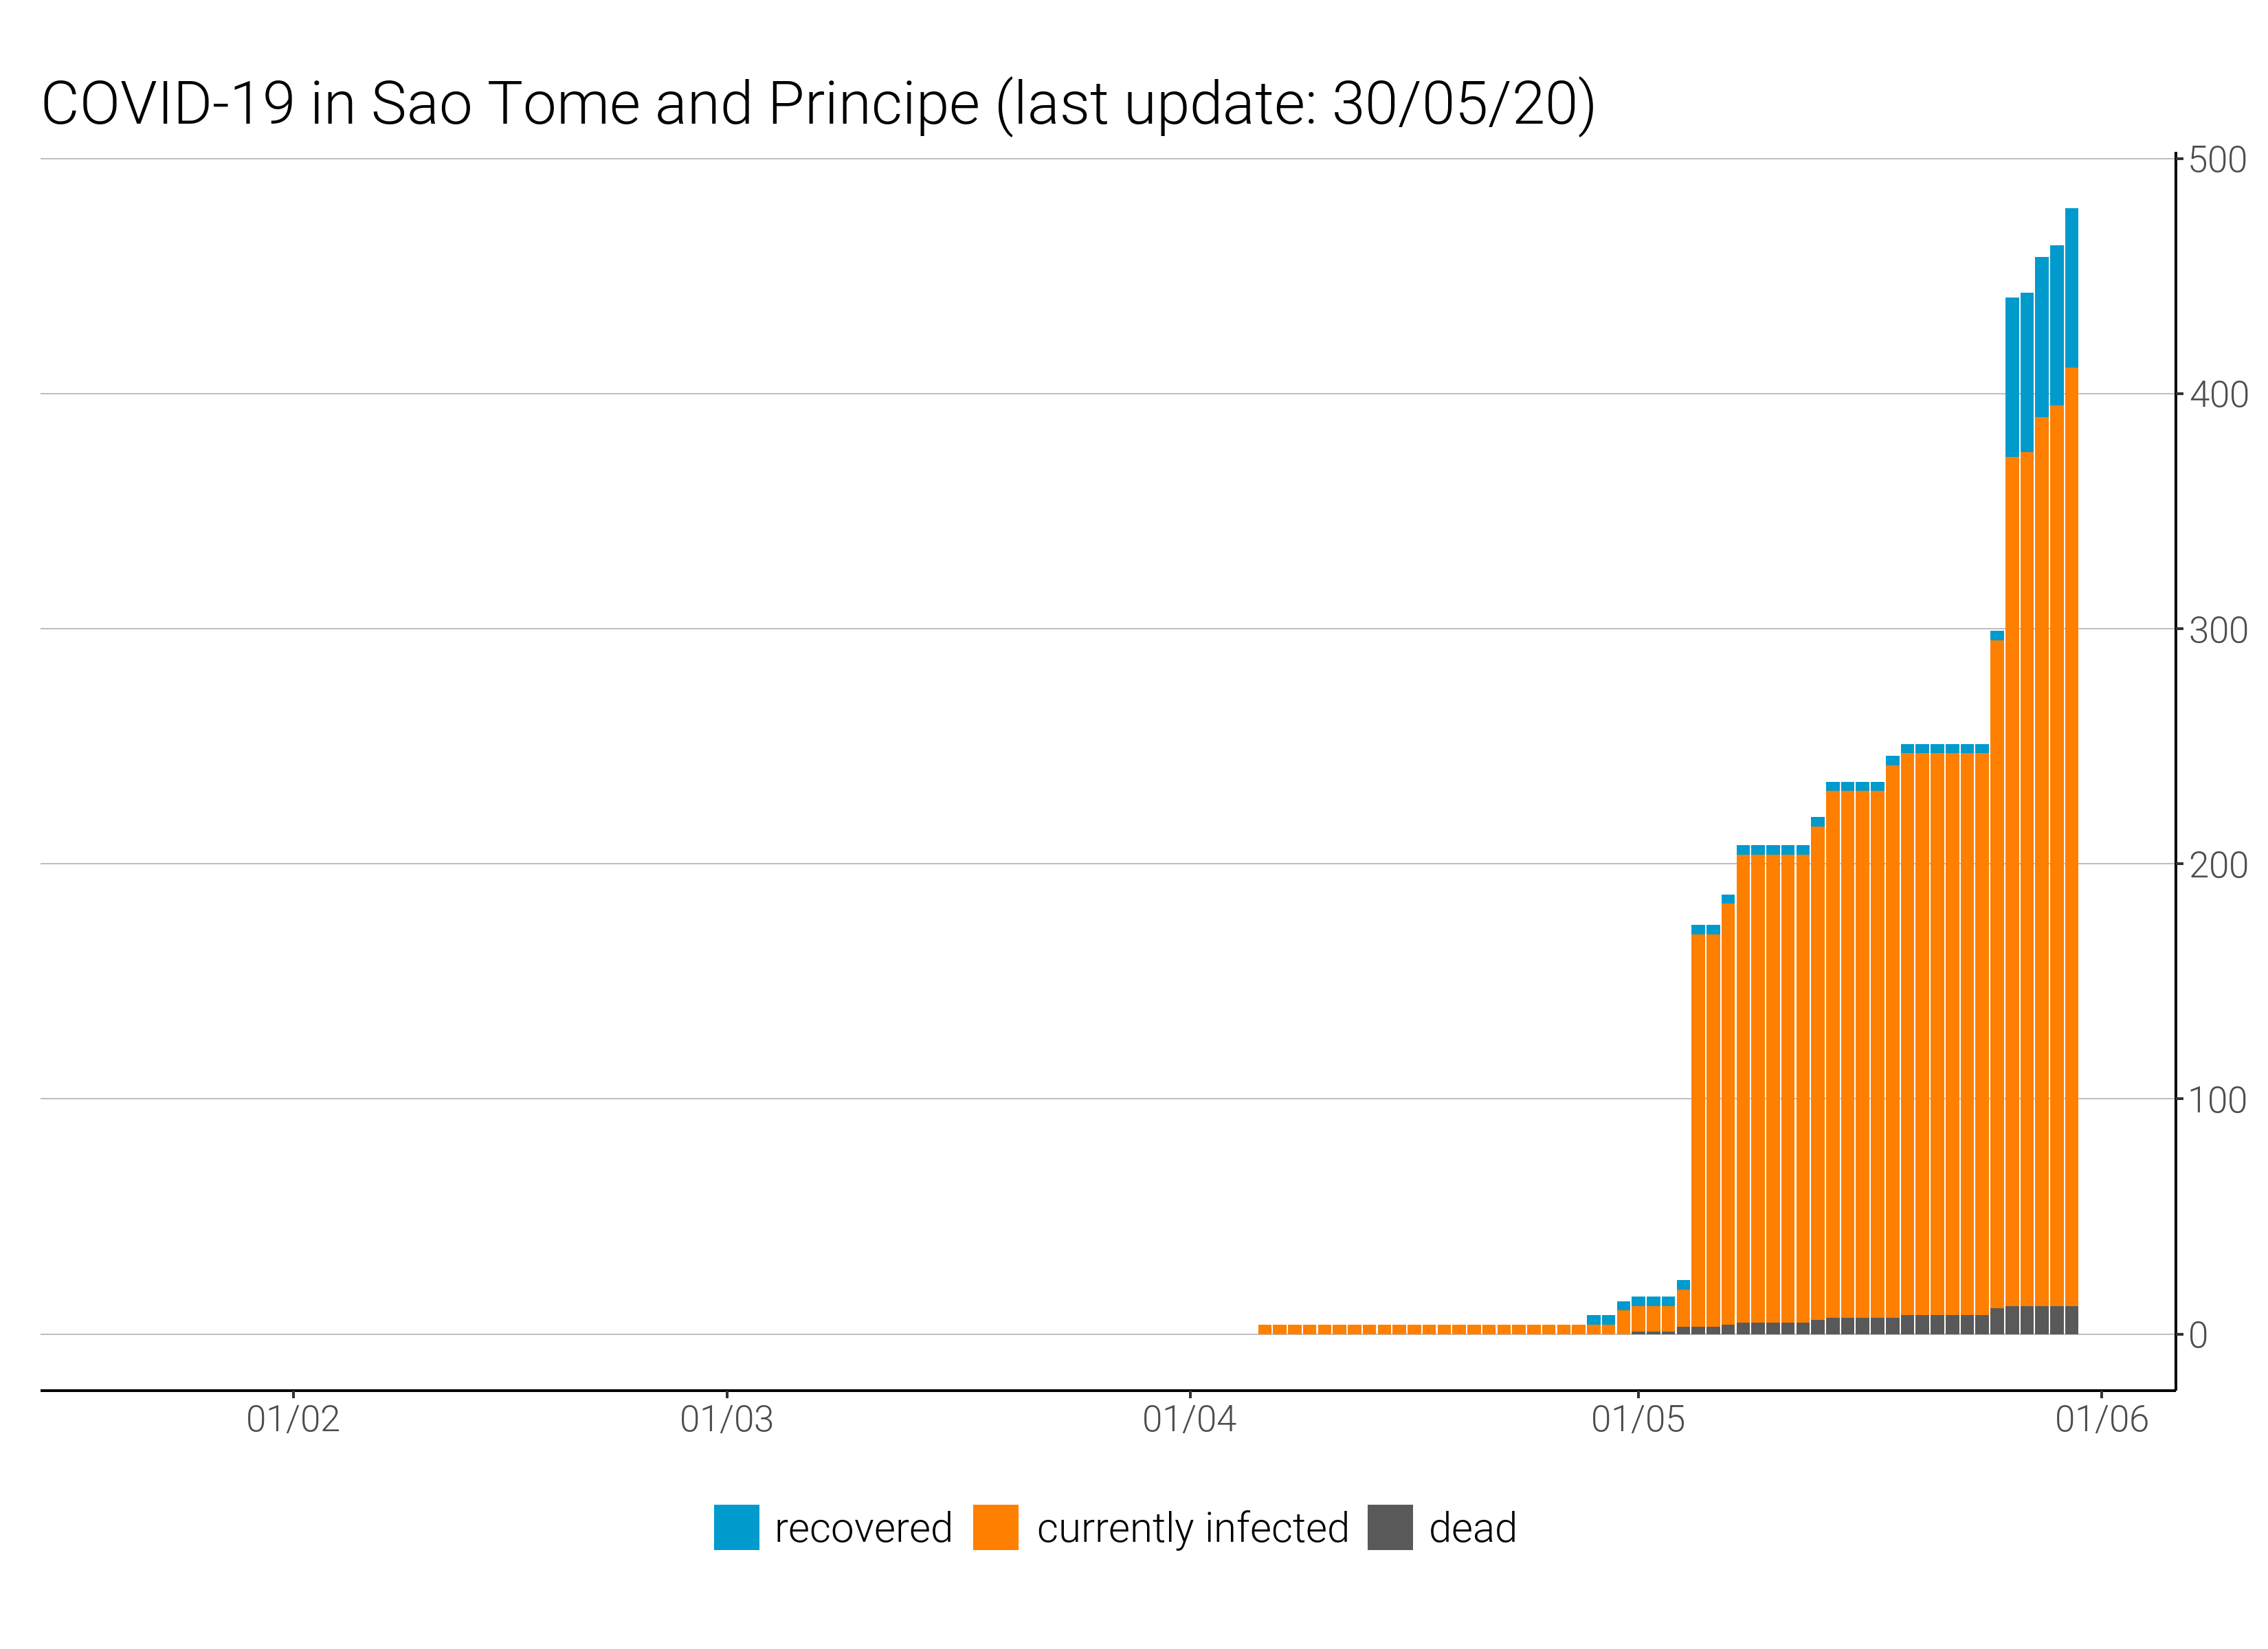 COVID-19 in Sao Tome and Principe (last update: 30/05/20)
500
400
300
200
100
0
01/02 01/03 01/04 01/05 01/06
recovered currently infected dead